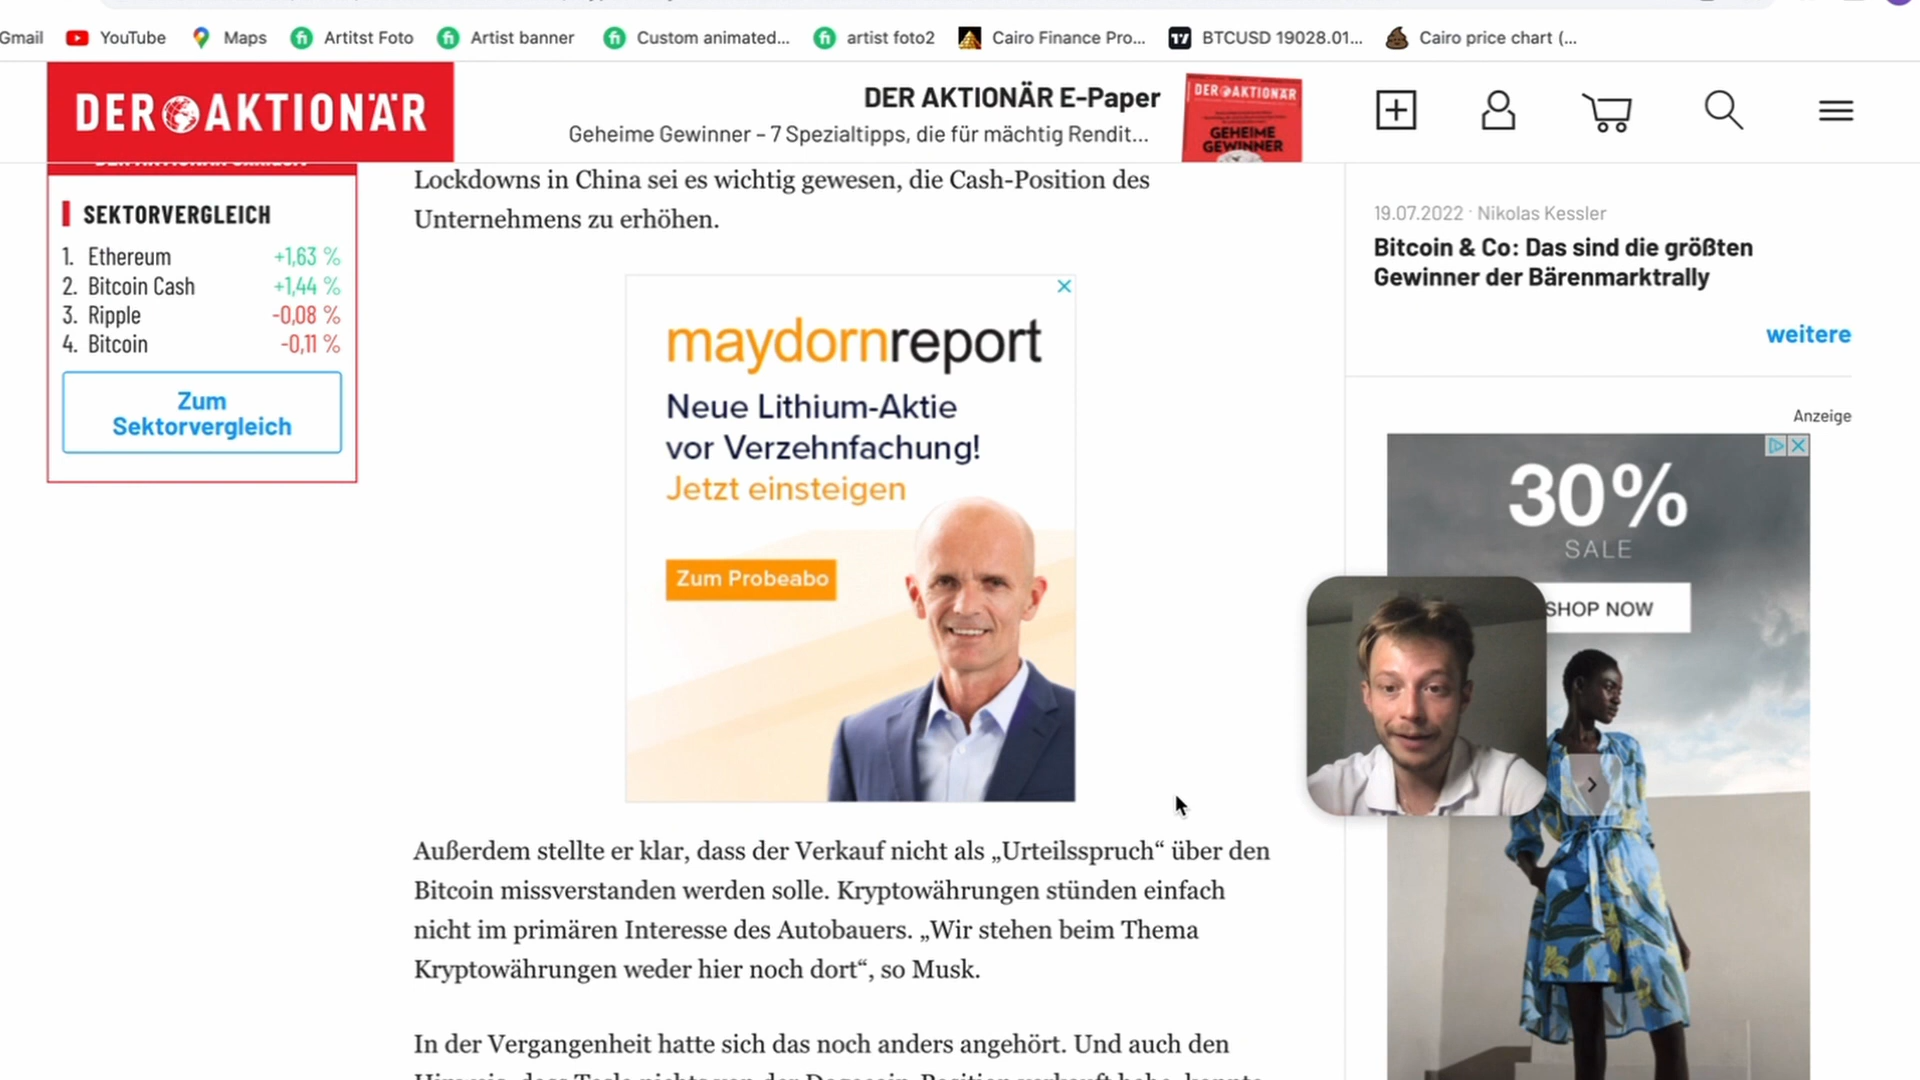 Gmail
YouTube
Maps
Artitst Foto
Artist banner
Custom animated...
artist foto2
Cairo Finance Pro...
BTCUSD 19028.01...
Cairo price chart (...
DER AKTIONÄR
DER AKTIONÄR E-Paper
Geheime Gewinner – 7 Spezialtipps, die für mächtig Rendit...
DER AKTIONÄR
GEHEIME
GEWINNER
SEKTORVERGLEICH
1. Ethereum +1,63 %
2. Bitcoin Cash +1,44 %
3. Ripple -0,08 %
4. Bitcoin -0,11 %
Zum
Sektorvergleich
Lockdowns in China sei es wichtig gewesen, die Cash-Position des
Unternehmens zu erhöhen.
maydornreport
Neue Lithium-Aktie
vor Verzehnfachung!
Jetzt einsteigen
Zum Probeabo
Außerdem stellte er klar, dass der Verkauf nicht als „Urteilsspruch“ über den
Bitcoin missverstanden werden solle. Kryptowährungen stünden einfach
nicht im primären Interesse des Autobauers. „Wir stehen beim Thema
Kryptowährungen weder hier noch dort“, so Musk.
In der Vergangenheit hatte sich das noch anders angehört. Und auch den
19.07.2022 · Nikolas Kessler
Bitcoin & Co: Das sind die größten
Gewinner der Bärenmarktrally
weitere
Anzeige
30%
SALE
SHOP NOW